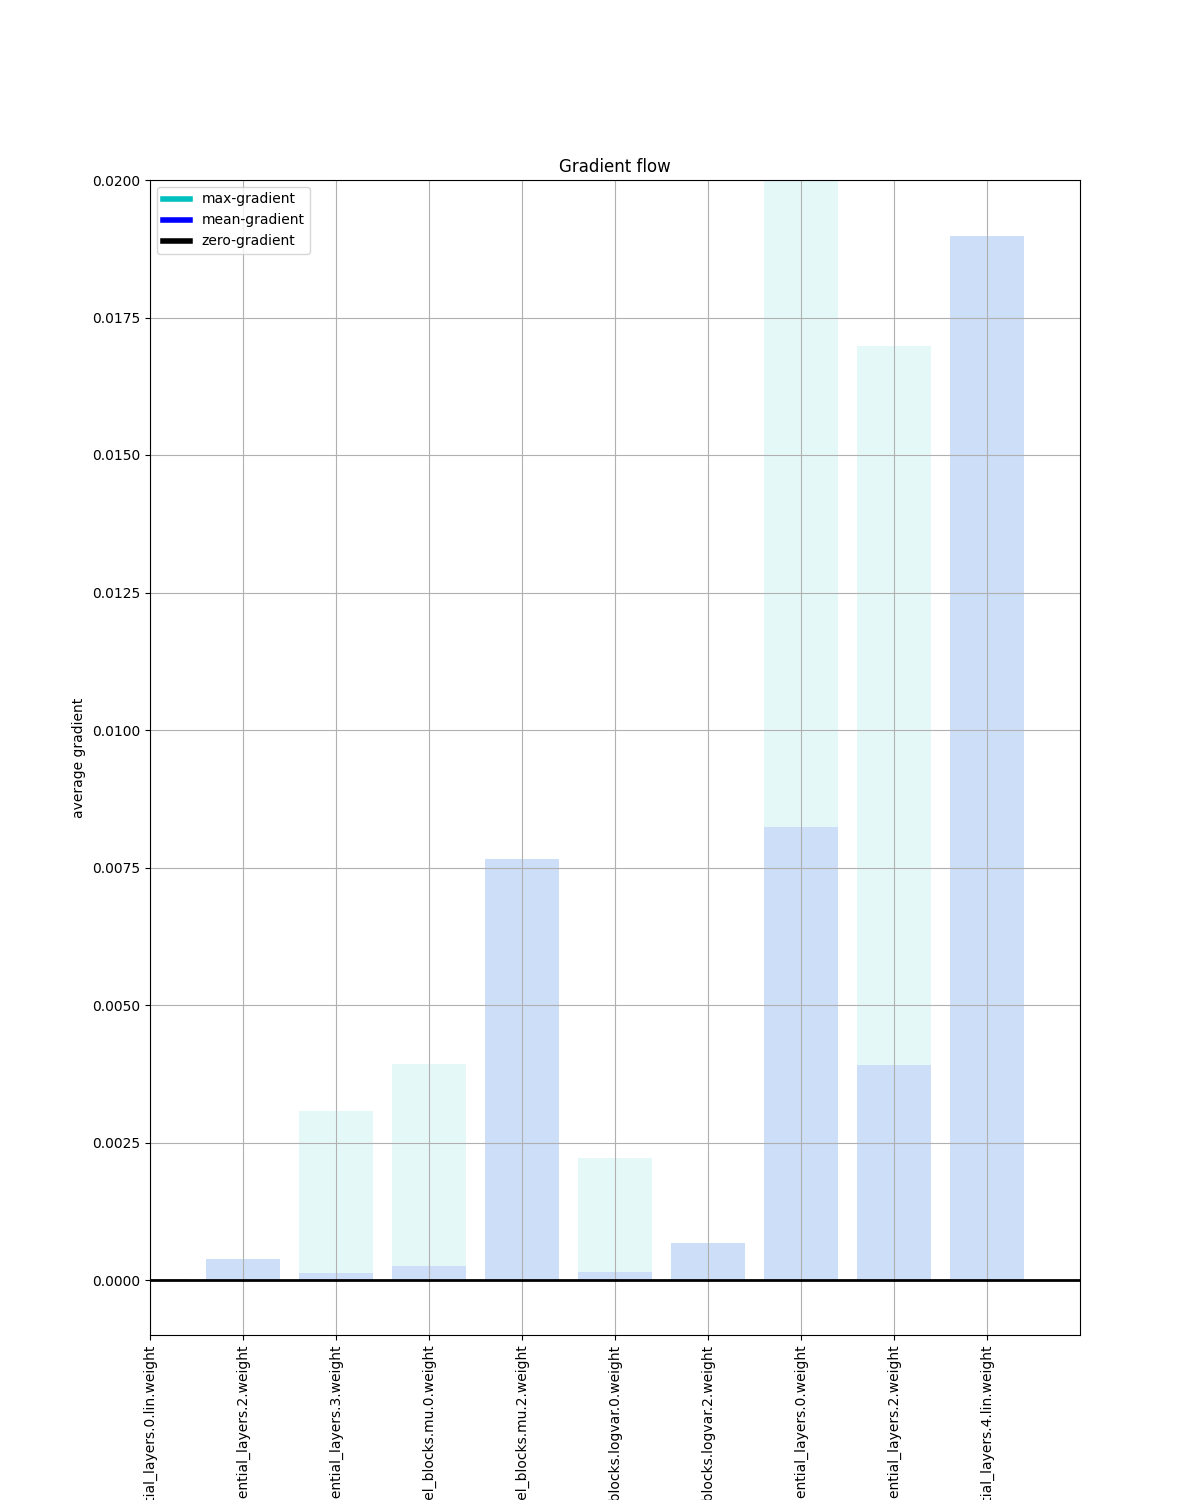 Gradient flow
max-gradient
mean-gradient
zero-gradient
0.0200
0.0175
0.0150
0.0125
0.0100
0.0075
0.0050
0.0025
0.0000
average gradient
tial_layers.0.lin.weight
ential_layers.2.weight
ential_layers.3.weight
el_blocks.mu.0.weight
el_blocks.mu.2.weight
blocks.logvar.0.weight
blocks.logvar.2.weight
ential_layers.0.weight
ential_layers.2.weight
tial_layers.4.lin.weight